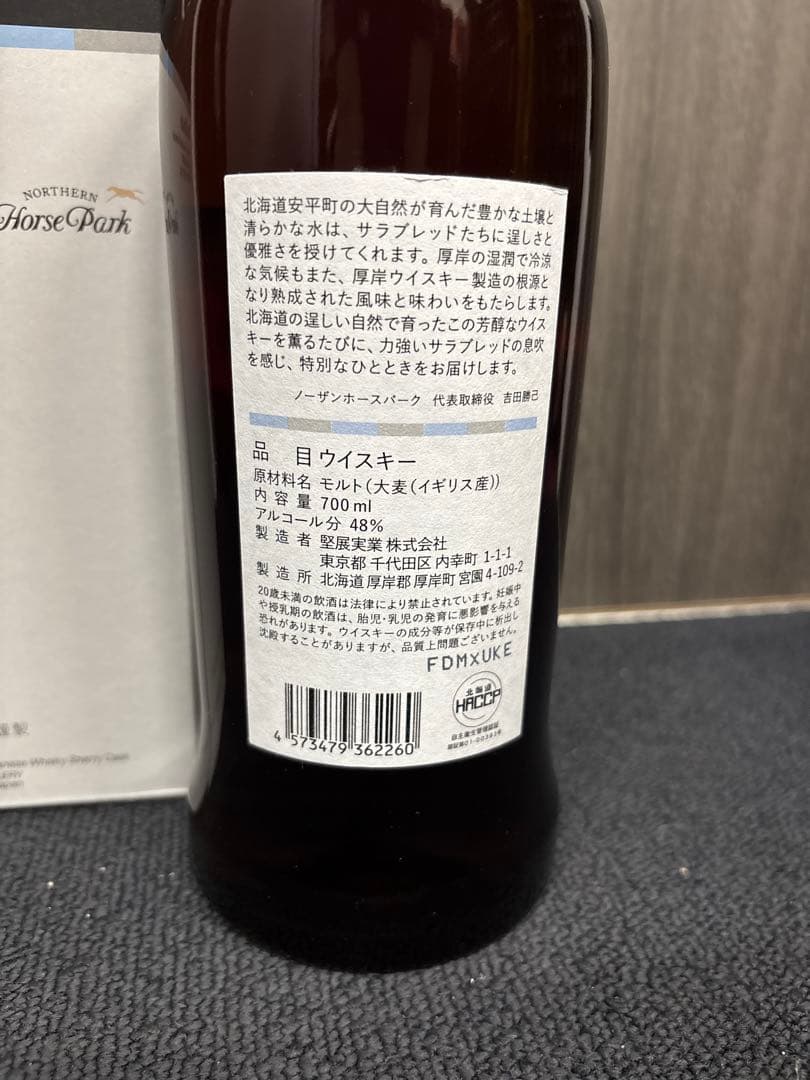 NORTHERN
Horse Park
北海道安平町の大自然が育んだ豊かな土壌と
清らかな水は、サラブレッドたちに逞しさと
優雅さを授けてくれます。厚岸の湿潤で冷涼
な気候もまた、厚岸ウイスキー製造の根源と
なり熟成された風味と味わいをもたらします。
北海道の逞しい自然で育ったこの芳醇なウイス
キーを薫るたびに、力強いサラブレッドの息吹
を感じ、特別なひとときをお届けします。
ノーザンホースパーク 代表取締役 吉田勝己
品目 ウイスキー
原材料名 モルト(大麦(イギリス産))
内容量 700ml
アルコール分 48%
製造者 堅展実業 株式会社
東京都 千代田区 内幸町 1-1-1
製造所 北海道 厚岸郡 厚岸町 宮園 4-109-2
20歳未満の飲酒は法律により禁止されています。妊娠中
や授乳期の飲酒は、胎児・乳児の発育に悪影響を与える
恐れがあります。ウイスキーの成分等が保存中に析出し
沈殿することがありますが、品質上問題ございません。
FDMXUKE
北海道
HACCP
自主衛生管理認証
4 573479 362260
製
Whisky Sherry Cask